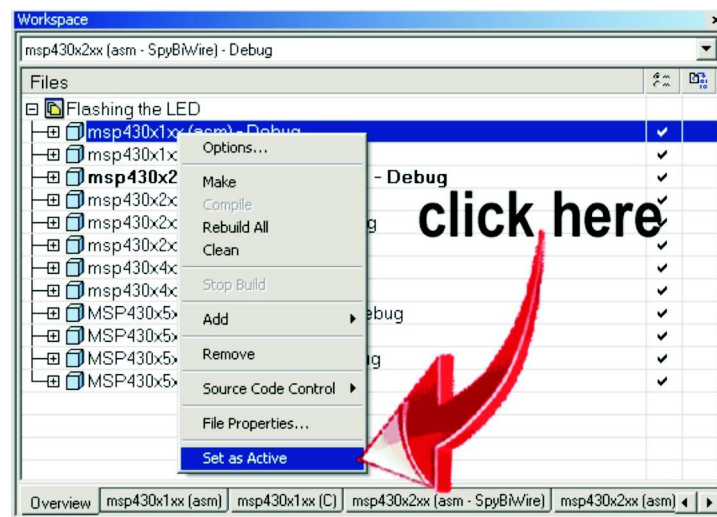 Workspace
msp430x2xx (asm - SpyBiWire) - Debug
Files
Flashing the LED
msp430x1xx (asm) - Debug
msp430x1x
msp430x2 - Debug
msp430x2x
msp430x2x g
msp430x2x
msp430x4x
msp430x4x
MSP430x5x ebug
MSP430x5x
MSP430x5x g
MSP430x5x
Options...
Make
Compile
Rebuild All
Clean
Stop Build
Add
Remove
Source Code Control
File Properties...
Set as Active
click here
Overview msp430x1xx (asm) msp430x1xx (C) msp430x2xx (asm - SpyBiWire) msp430x2xx (asm)